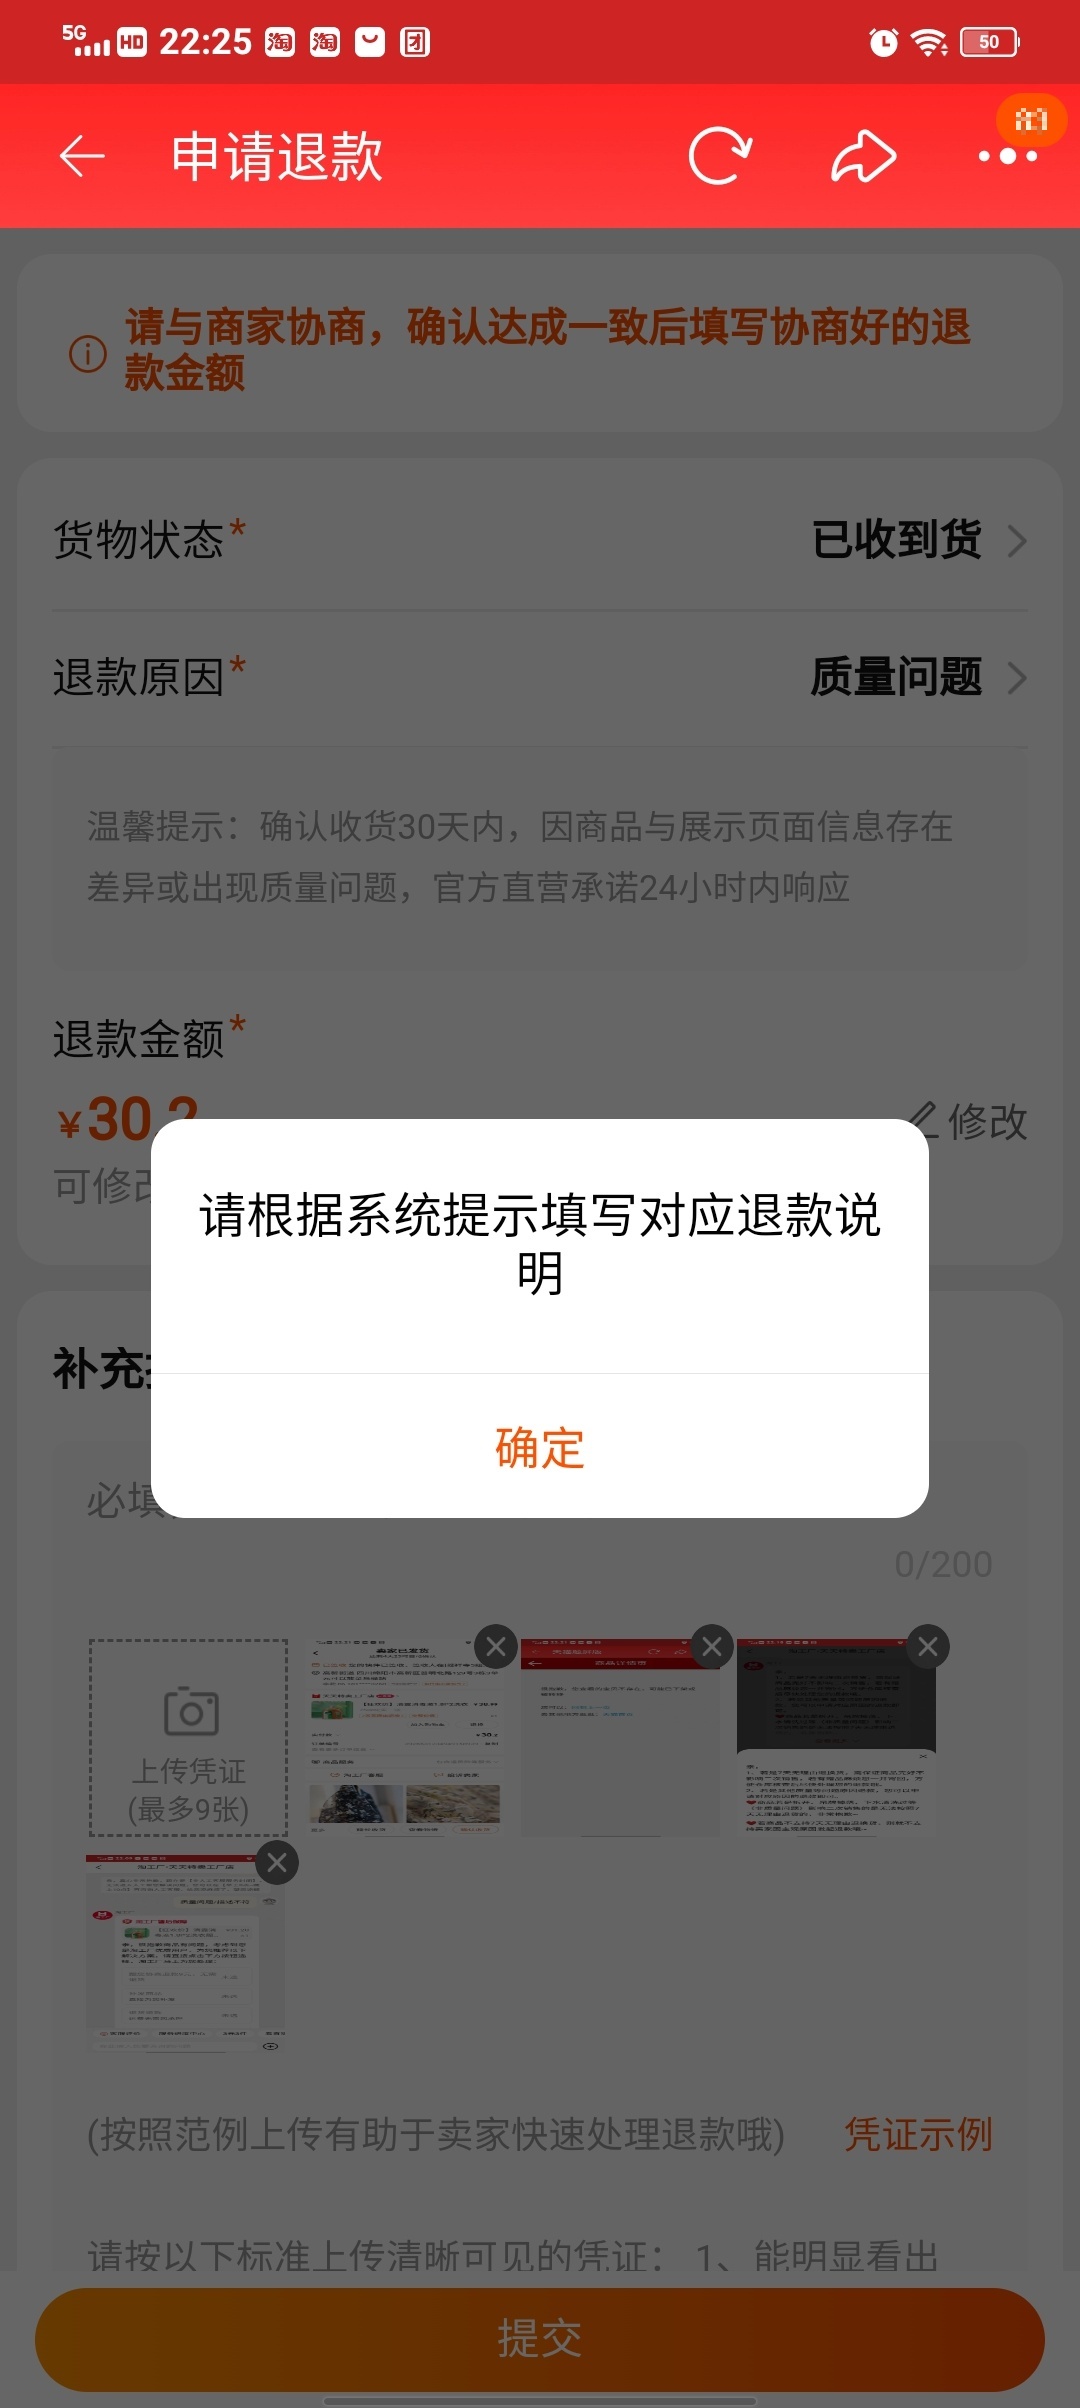 5G HD 22:25 淘 淘 团 50
申请退款
请与商家协商，确认达成一致后填写协商好的退
款金额
货物状态* 已收到货
退款原因* 质量问题
温馨提示：确认收货30天内，因商品与展示页面信息存在
差异或出现质量问题，官方直营承诺24小时内响应
退款金额*
¥30.2 修改
可修改
请根据系统提示填写对应退款说
明
补充
确定
必填
0/200
卖家已发货
上传凭证
(最多9张)
(按照范例上传有助于卖家快速处理退款哦) 凭证示例
请按以下标准上传清晰可见的凭证： 1、能明显看出
提交